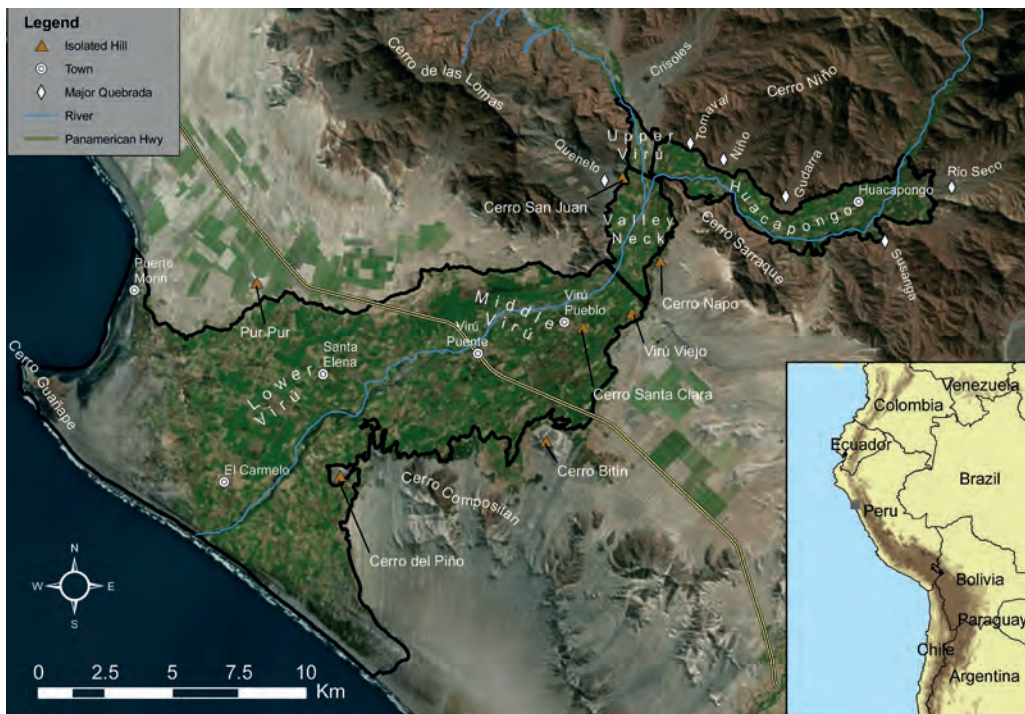 Legend
Isolated Hill
Town
Major Quebrada
River
Panamerican Hwy
Cerro
de las Lomas
Crisoles
Cerro Niño
Upper
Virú
Tomaval
Niño
Quenelo
Gudarra
Río Seco
Huacapongo
Huacapongo
Cerro San Juan
Valley
Neck
Cerro Sarraque
Susanga
Puerto
Morin
Cerro Napo
Pur Pur
Middle
Virú
Virú
Pueblo
Virú
Puente
Virú Viejo
Santa
Elena
Cerro Guañape
Lower
Virú
Cerro Santa Clara
El Carmelo
Cerro Bitin
Cerro Compositan
Cerro del Piño
N
W
E
S
0 2.5 5 7.5 10
Km
Venezuela
Colombia
Ecuador
Brazil
Peru
Bolivia
Paraguay
Chile
Argentina